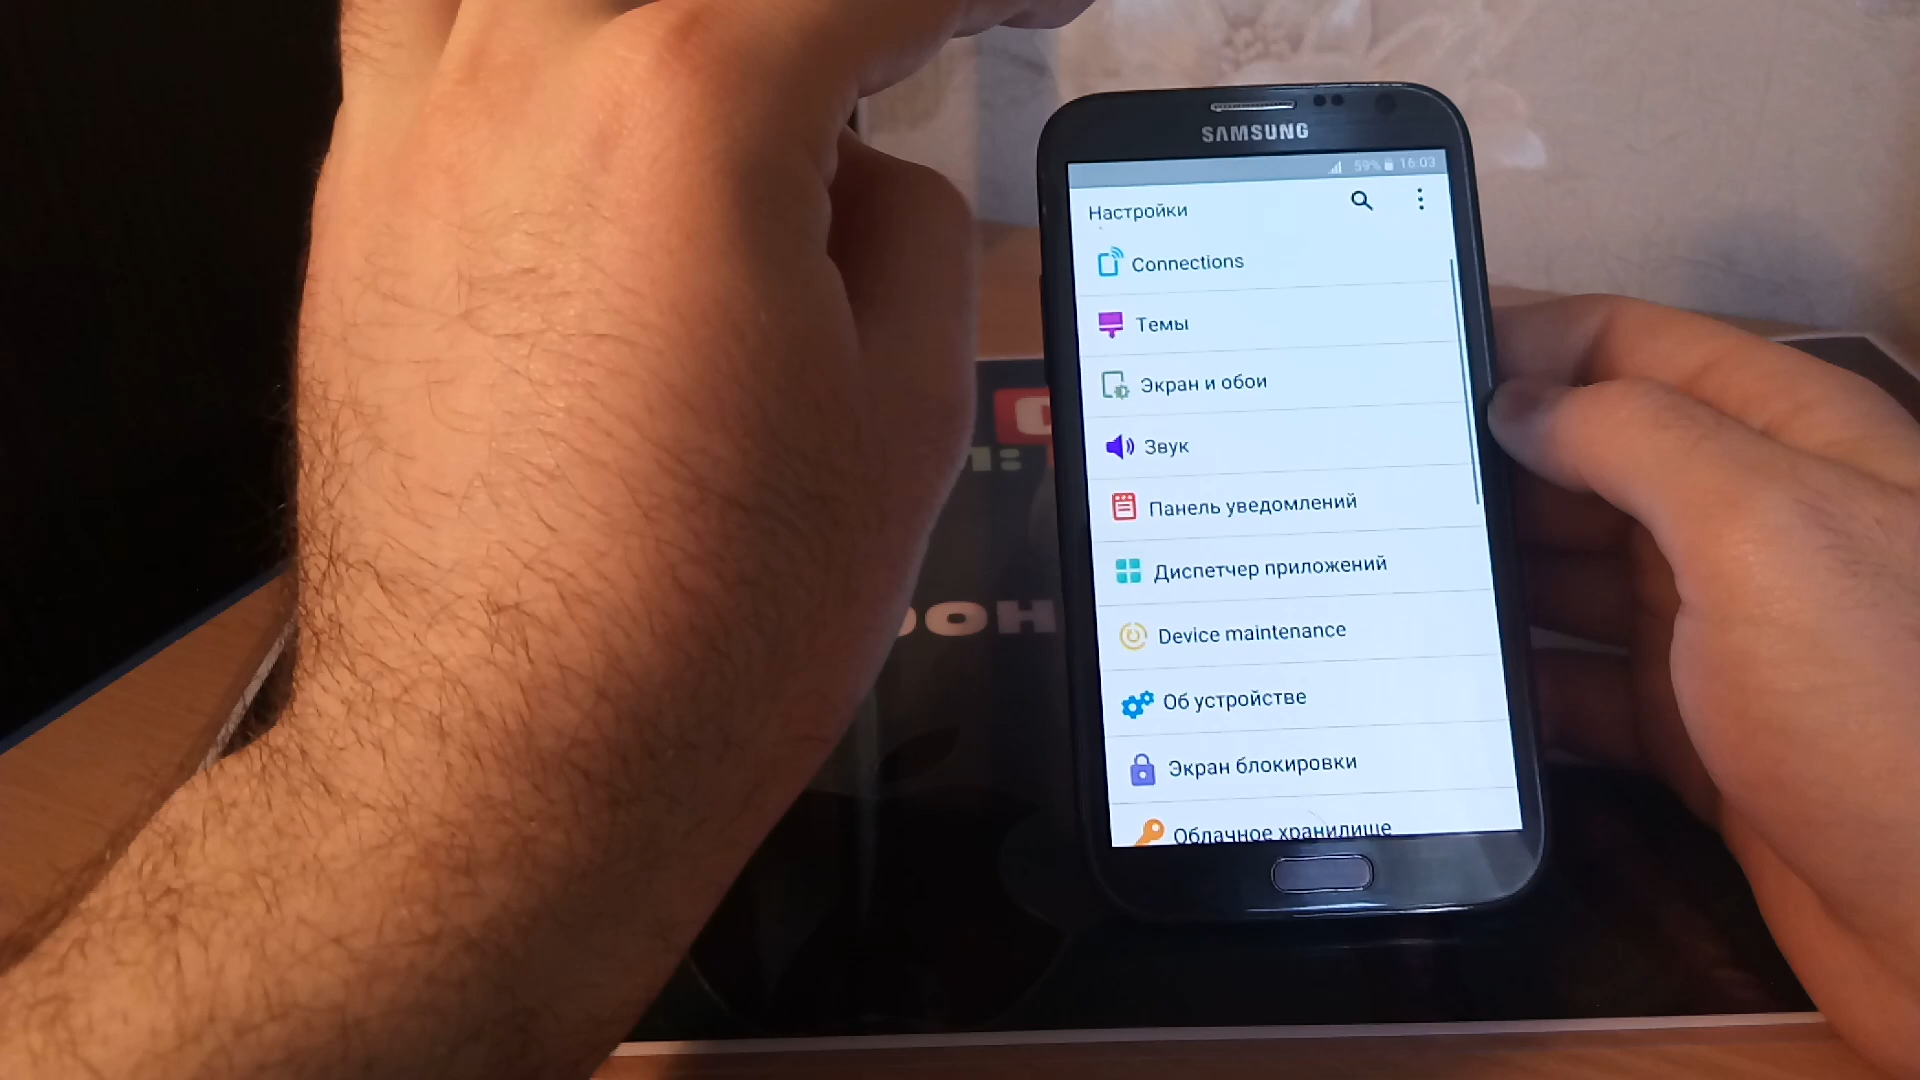 SAMSUNG
59% 16:03
Настройки
Connections
Темы
Экран и обои
Звук
Панель уведомлений
Диспетчер приложений
Device maintenance
Об устройстве
Экран блокировки
Облачное хранилище